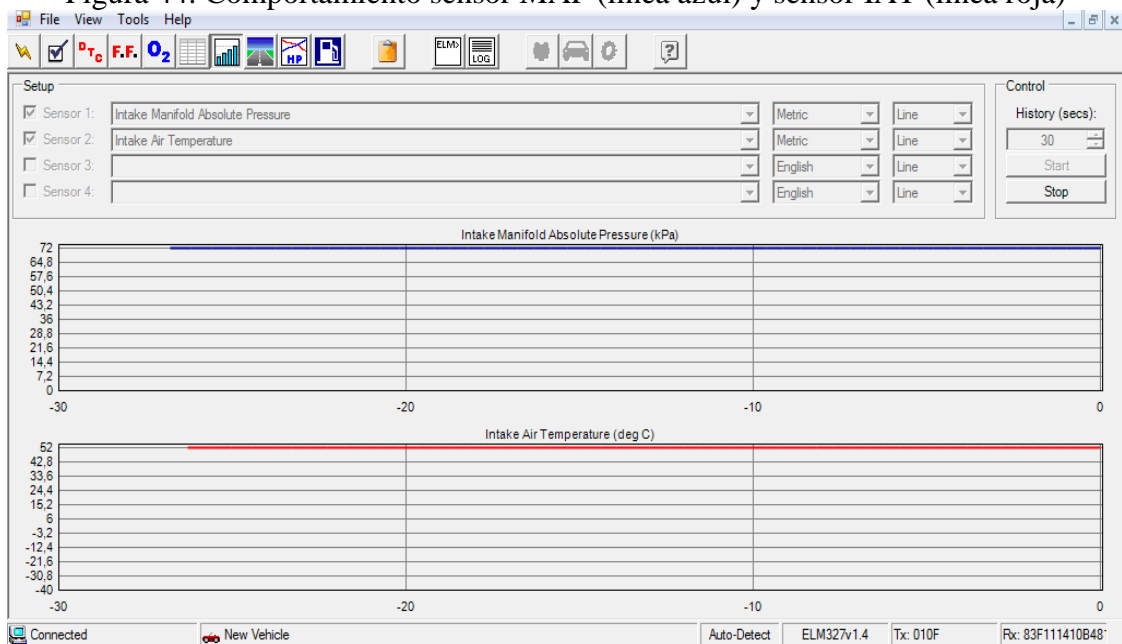 Figura 44. Comportamiento sensor MAP (línea azul) y sensor IAT (línea roja)
File View Tools Help
DTC F.F. O2 HP ELM> LOG ?
Setup
Control
Sensor 1: Intake Manifold Absolute Pressure Metric Line
History (secs):
Sensor 2: Intake Air Temperature Metric Line
30
Sensor 3: English Line
Start
Sensor 4: English Line
Stop
Intake Manifold Absolute Pressure (kPa)
72
64,8
57,6
50,4
43,2
36
28,8
21,6
14,4
7,2
0
-30 -20 -10 0
Intake Air Temperature (deg C)
52
42,8
33,6
24,4
15,2
6
-3,2
-12,4
-21,6
-30,8
-40
-30 -20 -10 0
Connected New Vehicle Auto-Detect ELM327v1.4 Tx: 010F Rx: 83F111410B48